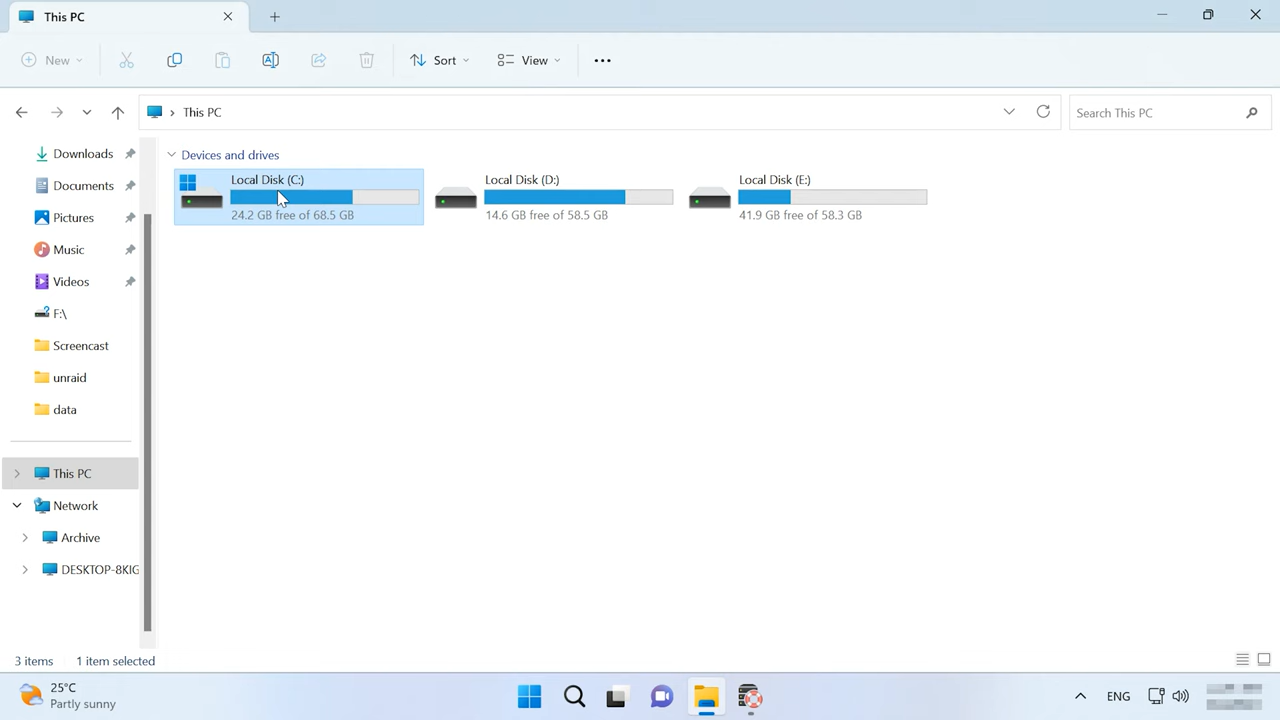 This PC
New
Sort
View
This PC
Search This PC
Downloads
Documents
Pictures
Music
Videos
F:\
Screencast
unraid
data
This PC
Network
Archive
DESKTOP-8KIG
Devices and drives
Local Disk (C:)
24.2 GB free of 68.5 GB
Local Disk (D:)
14.6 GB free of 58.5 GB
Local Disk (E:)
41.9 GB free of 58.3 GB
3 items 1 item selected
25°C
Partly sunny
ENG